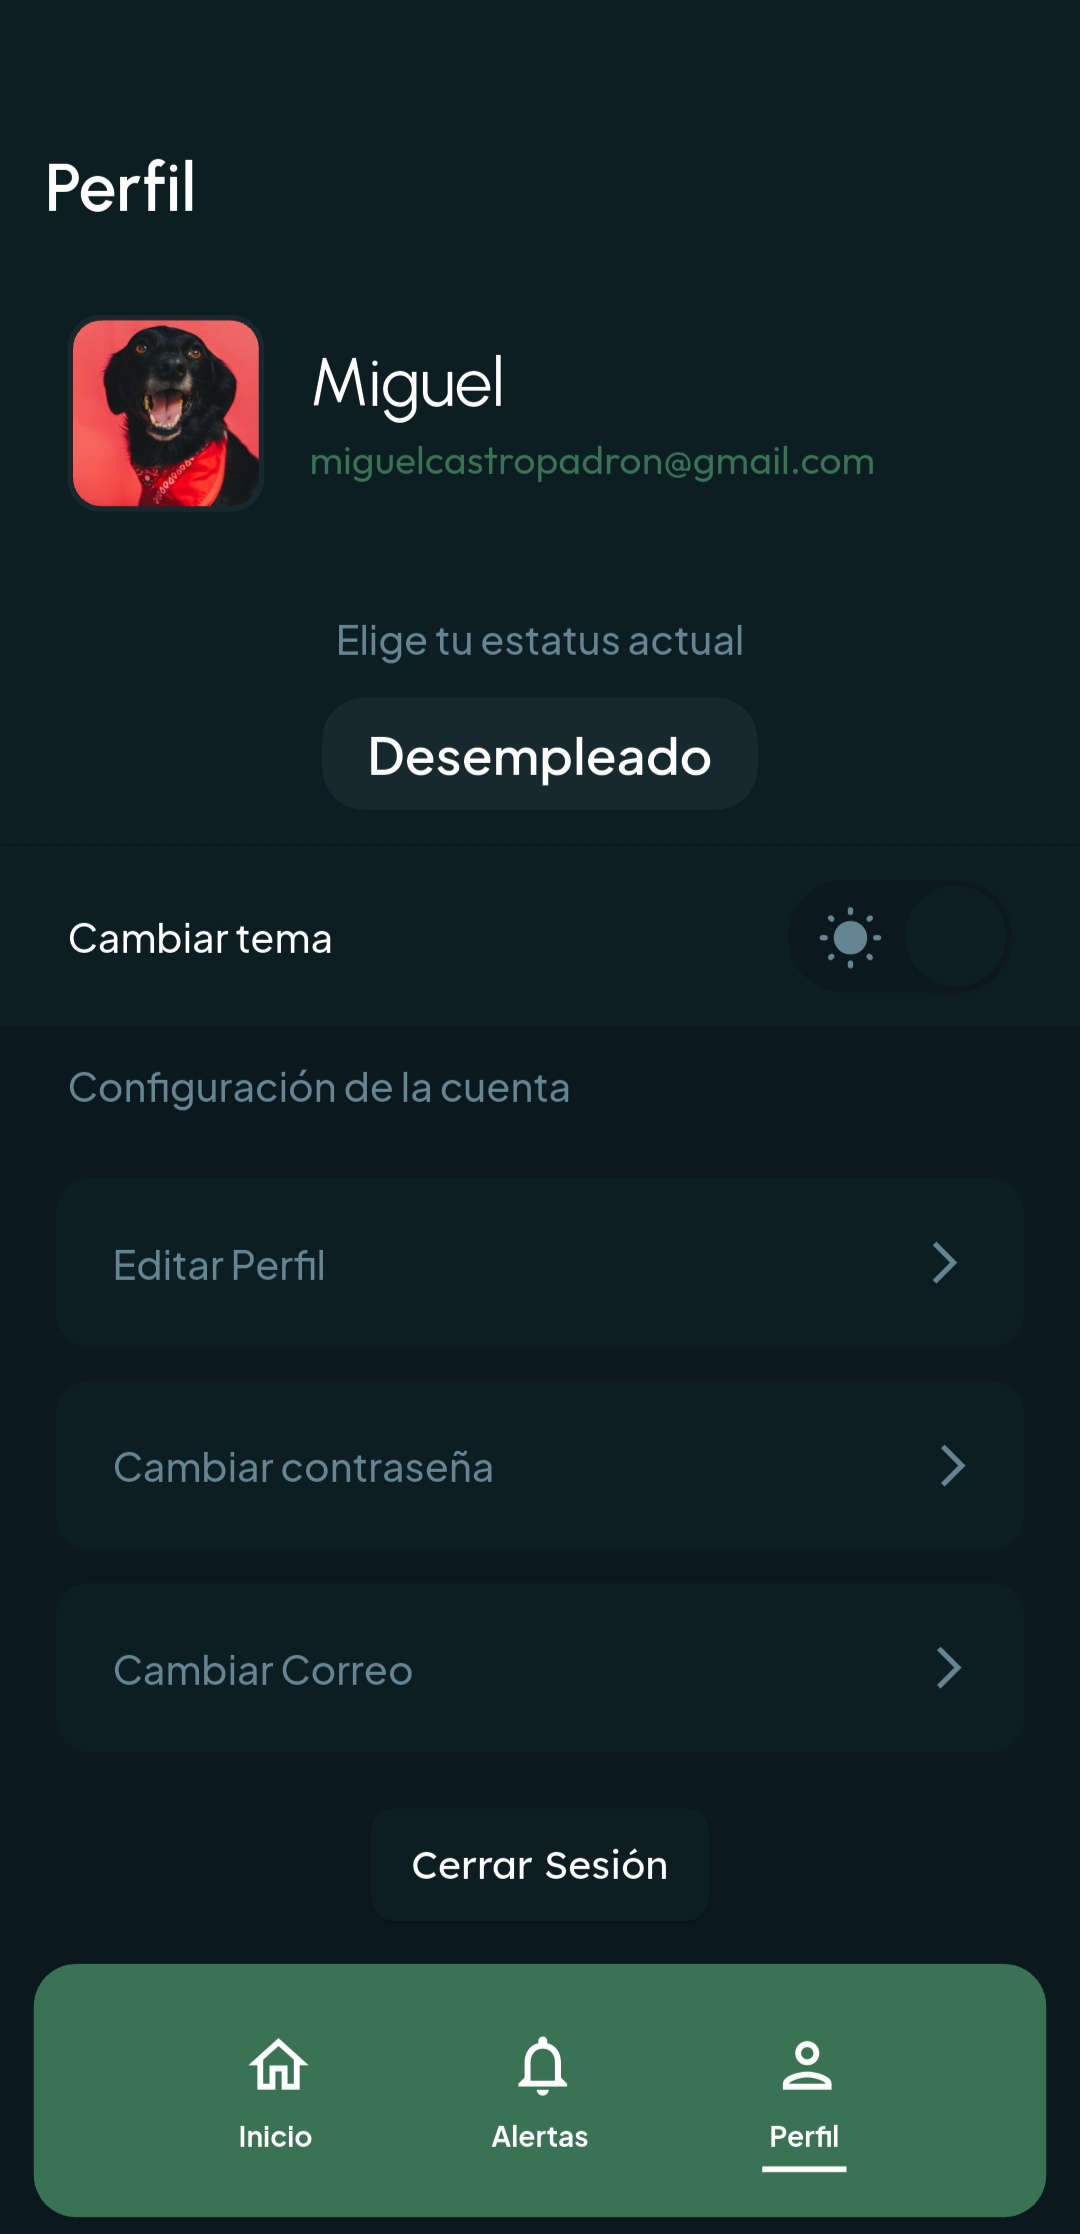 Perfil
Miguel
miguelcastropadron@gmail.com
Elige tu estatus actual
Desempleado
Cambiar tema
Configuración de la cuenta
Editar Perfil
Cambiar contraseña
Cambiar Correo
Cerrar Sesión
Inicio
Alertas
Perfil